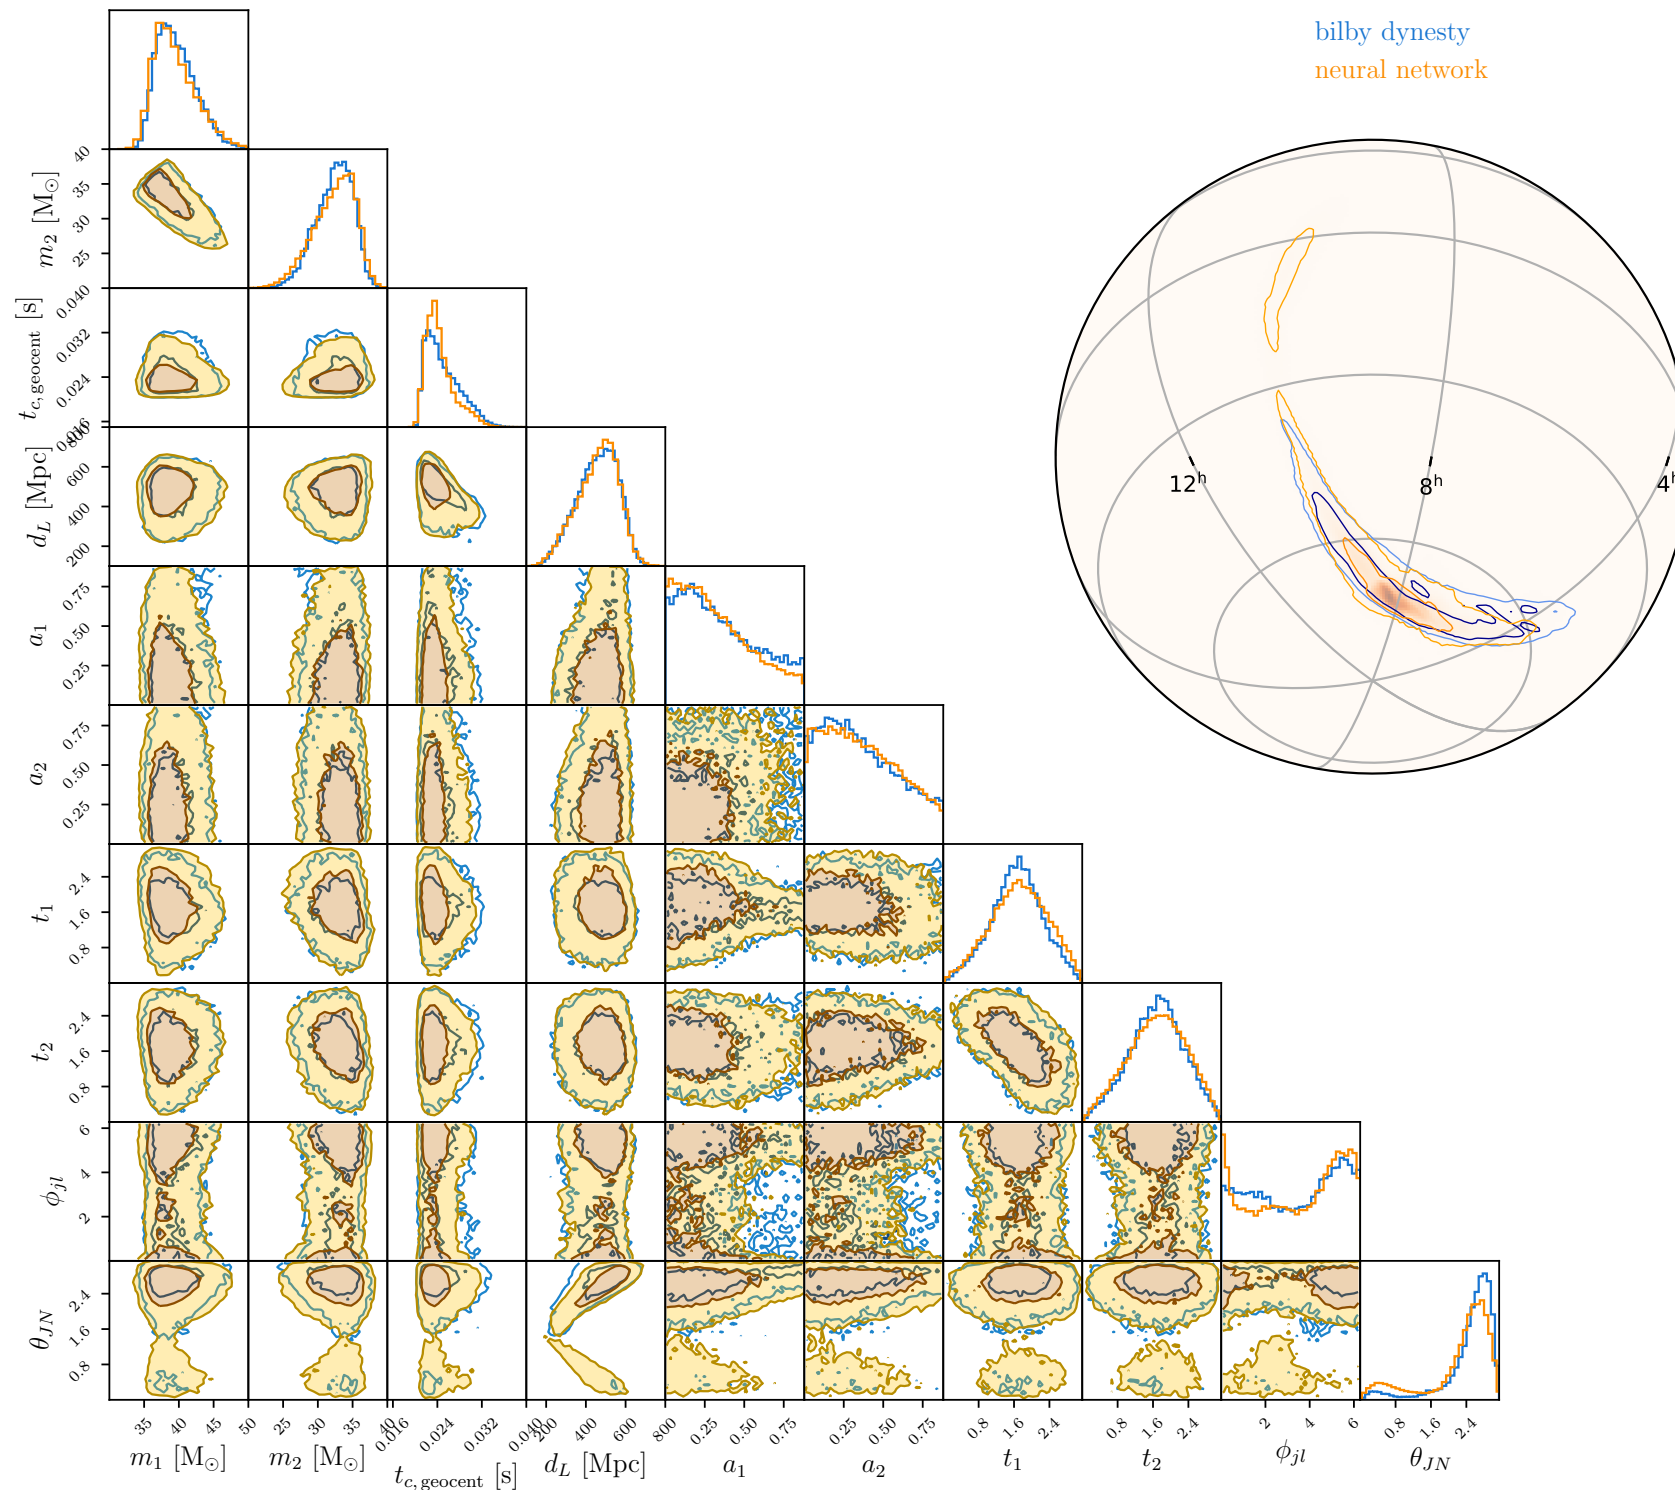 bilby dynesty
neural network
12h 8h 4h
40
35
30
25
m2 [M⊙]
0.040
0.032
0.024
0.016
tc,geocent [s]
800
600
400
200
dL [Mpc]
0.75
0.50
0.25
a1
0.75
0.50
0.25
a2
2.4
1.6
0.8
t1
2.4
1.6
0.8
t2
6
4
2
ϕjl
2.4
1.6
0.8
θJN
35 40 45 50 25 30 35 40 0.016 0.024 0.032 0.040 200 400 600 800 0.25 0.50 0.75 0.25 0.50 0.75 0.8 1.6 2.4 0.8 1.6 2.4 2 4 6 0.8 1.6 2.4
m1 [M⊙] m2 [M⊙] tc,geocent [s] dL [Mpc] a1 a2 t1 t2 ϕjl θJN